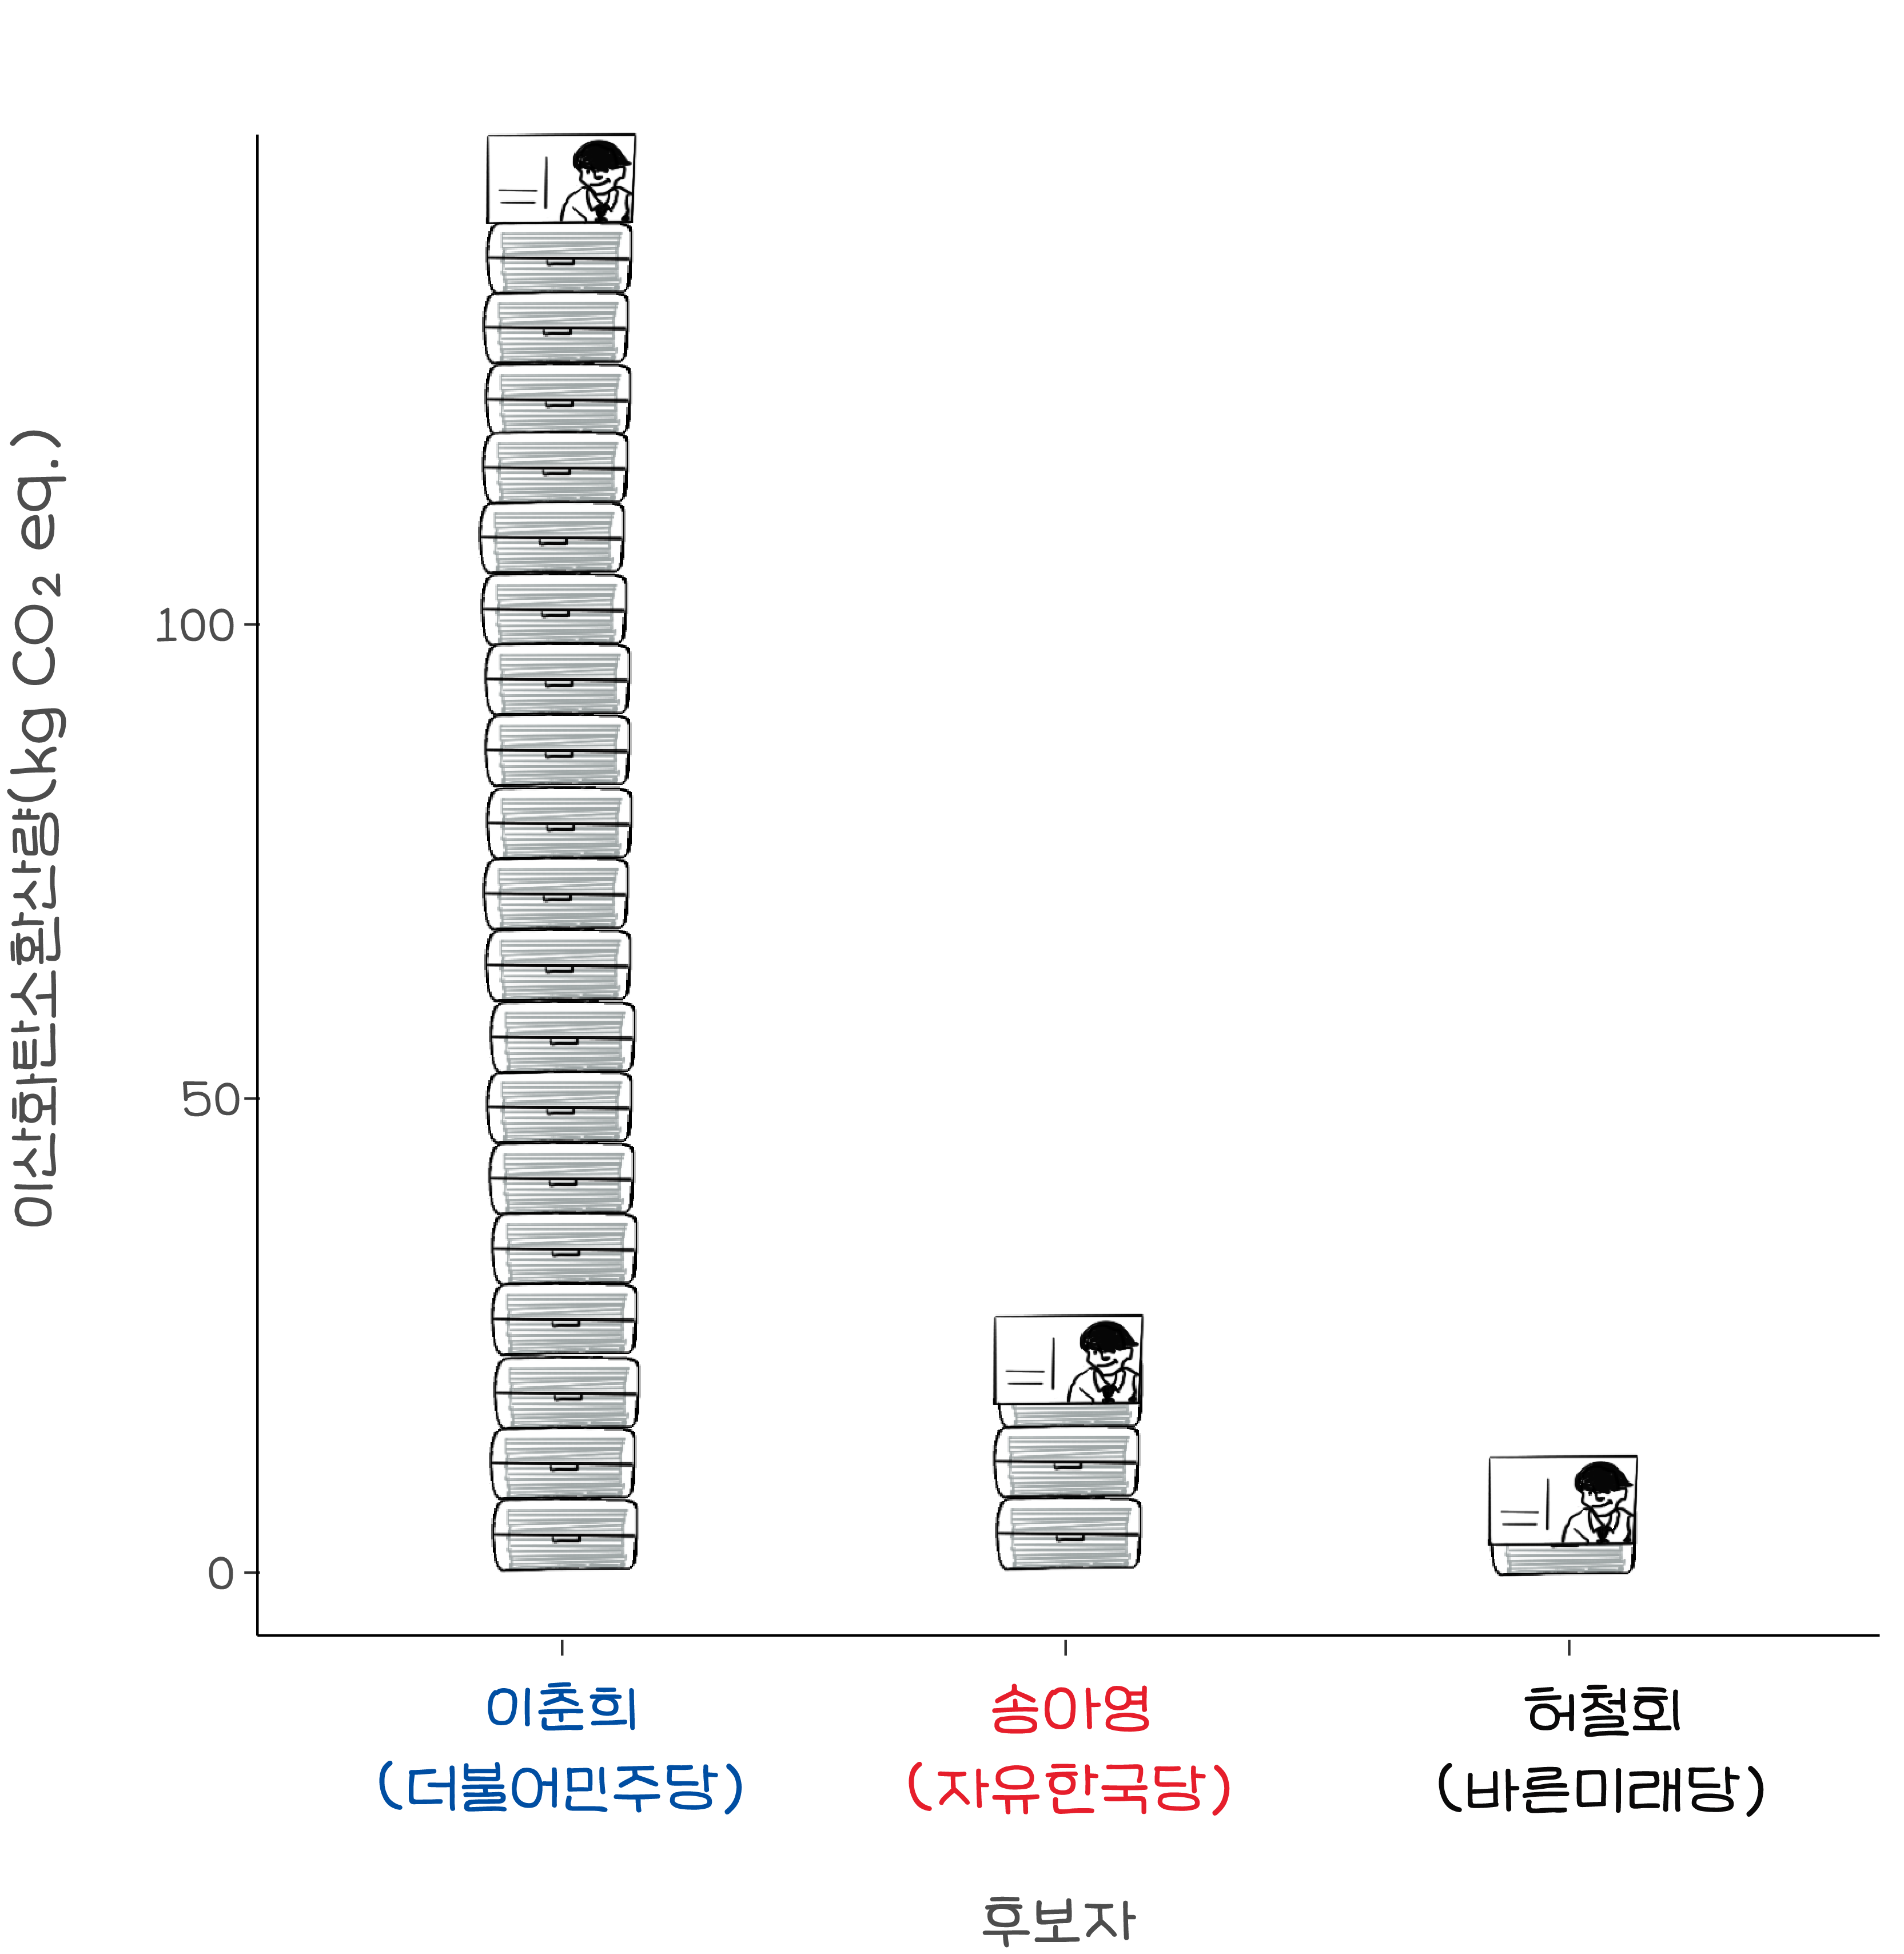 이산화탄소환산량(kg CO₂ eq.)
100
50
0
이춘희
(더불어민주당)
송아영
(자유한국당)
허철회
(바른미래당)
후보자